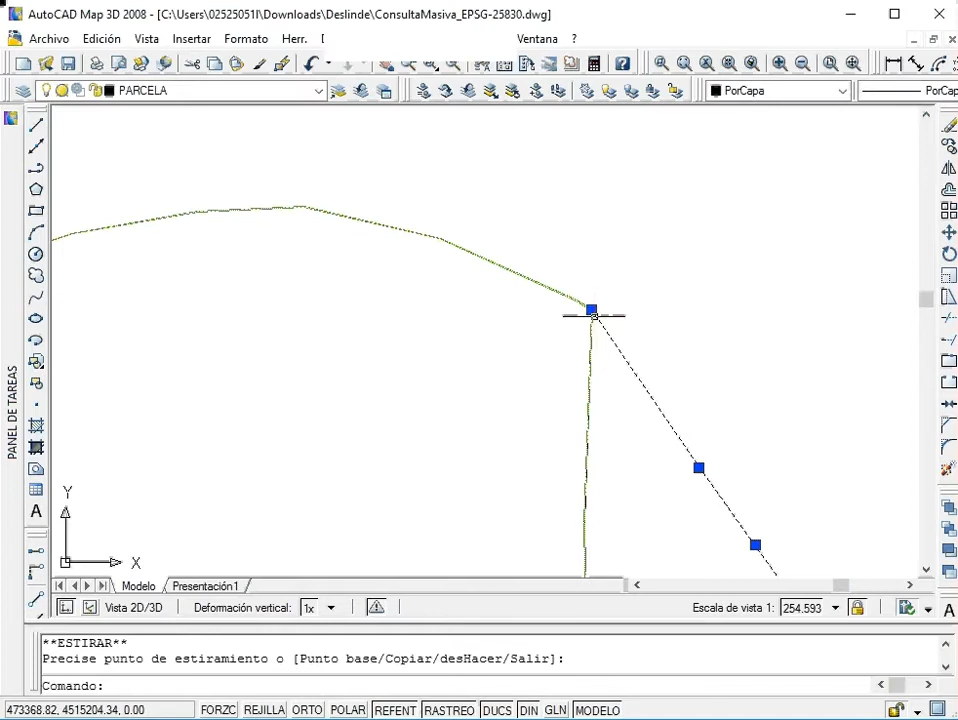 AutoCAD Map 3D 2008 - [C:\Users\02525051I\Downloads\Deslinde\ConsultaMasiva_EPSG-25830.dwg]
Archivo Edición Vista Insertar Formato Herr. Ventana ?
PARCELA PorCapa PorCapa
PANEL DE TAREAS
A
Y
X
Modelo Presentación1
Vista 2D/3D Deformación vertical: 1x Escala de vista 1: 254.593 A
**ESTIRAR**
Precise punto de estiramiento o [Punto base/Copiar/desHacer/Salir]:
Comando:
473368.82, 4515204.34, 0.00 FORZC REJILLA ORTO POLAR REFENT RASTREO DUCS DIN GLN MODELO